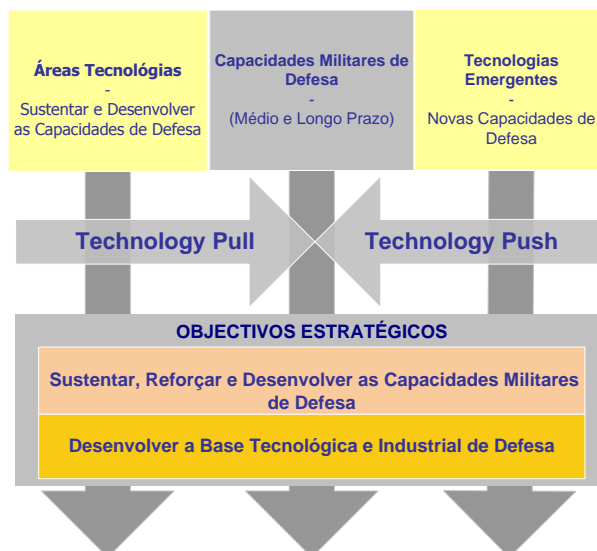 Áreas Tecnológias
-
Sustentar e Desenvolver
as Capacidades de Defesa
Capacidades Militares de
Defesa
-
(Médio e Longo Prazo)
Tecnologias
Emergentes
-
Novas Capacidades de
Defesa
Technology Pull
Technology Push
OBJECTIVOS ESTRATÉGICOS
Sustentar, Reforçar e Desenvolver as Capacidades Militares
de Defesa
Desenvolver a Base Tecnológica e Industrial de Defesa